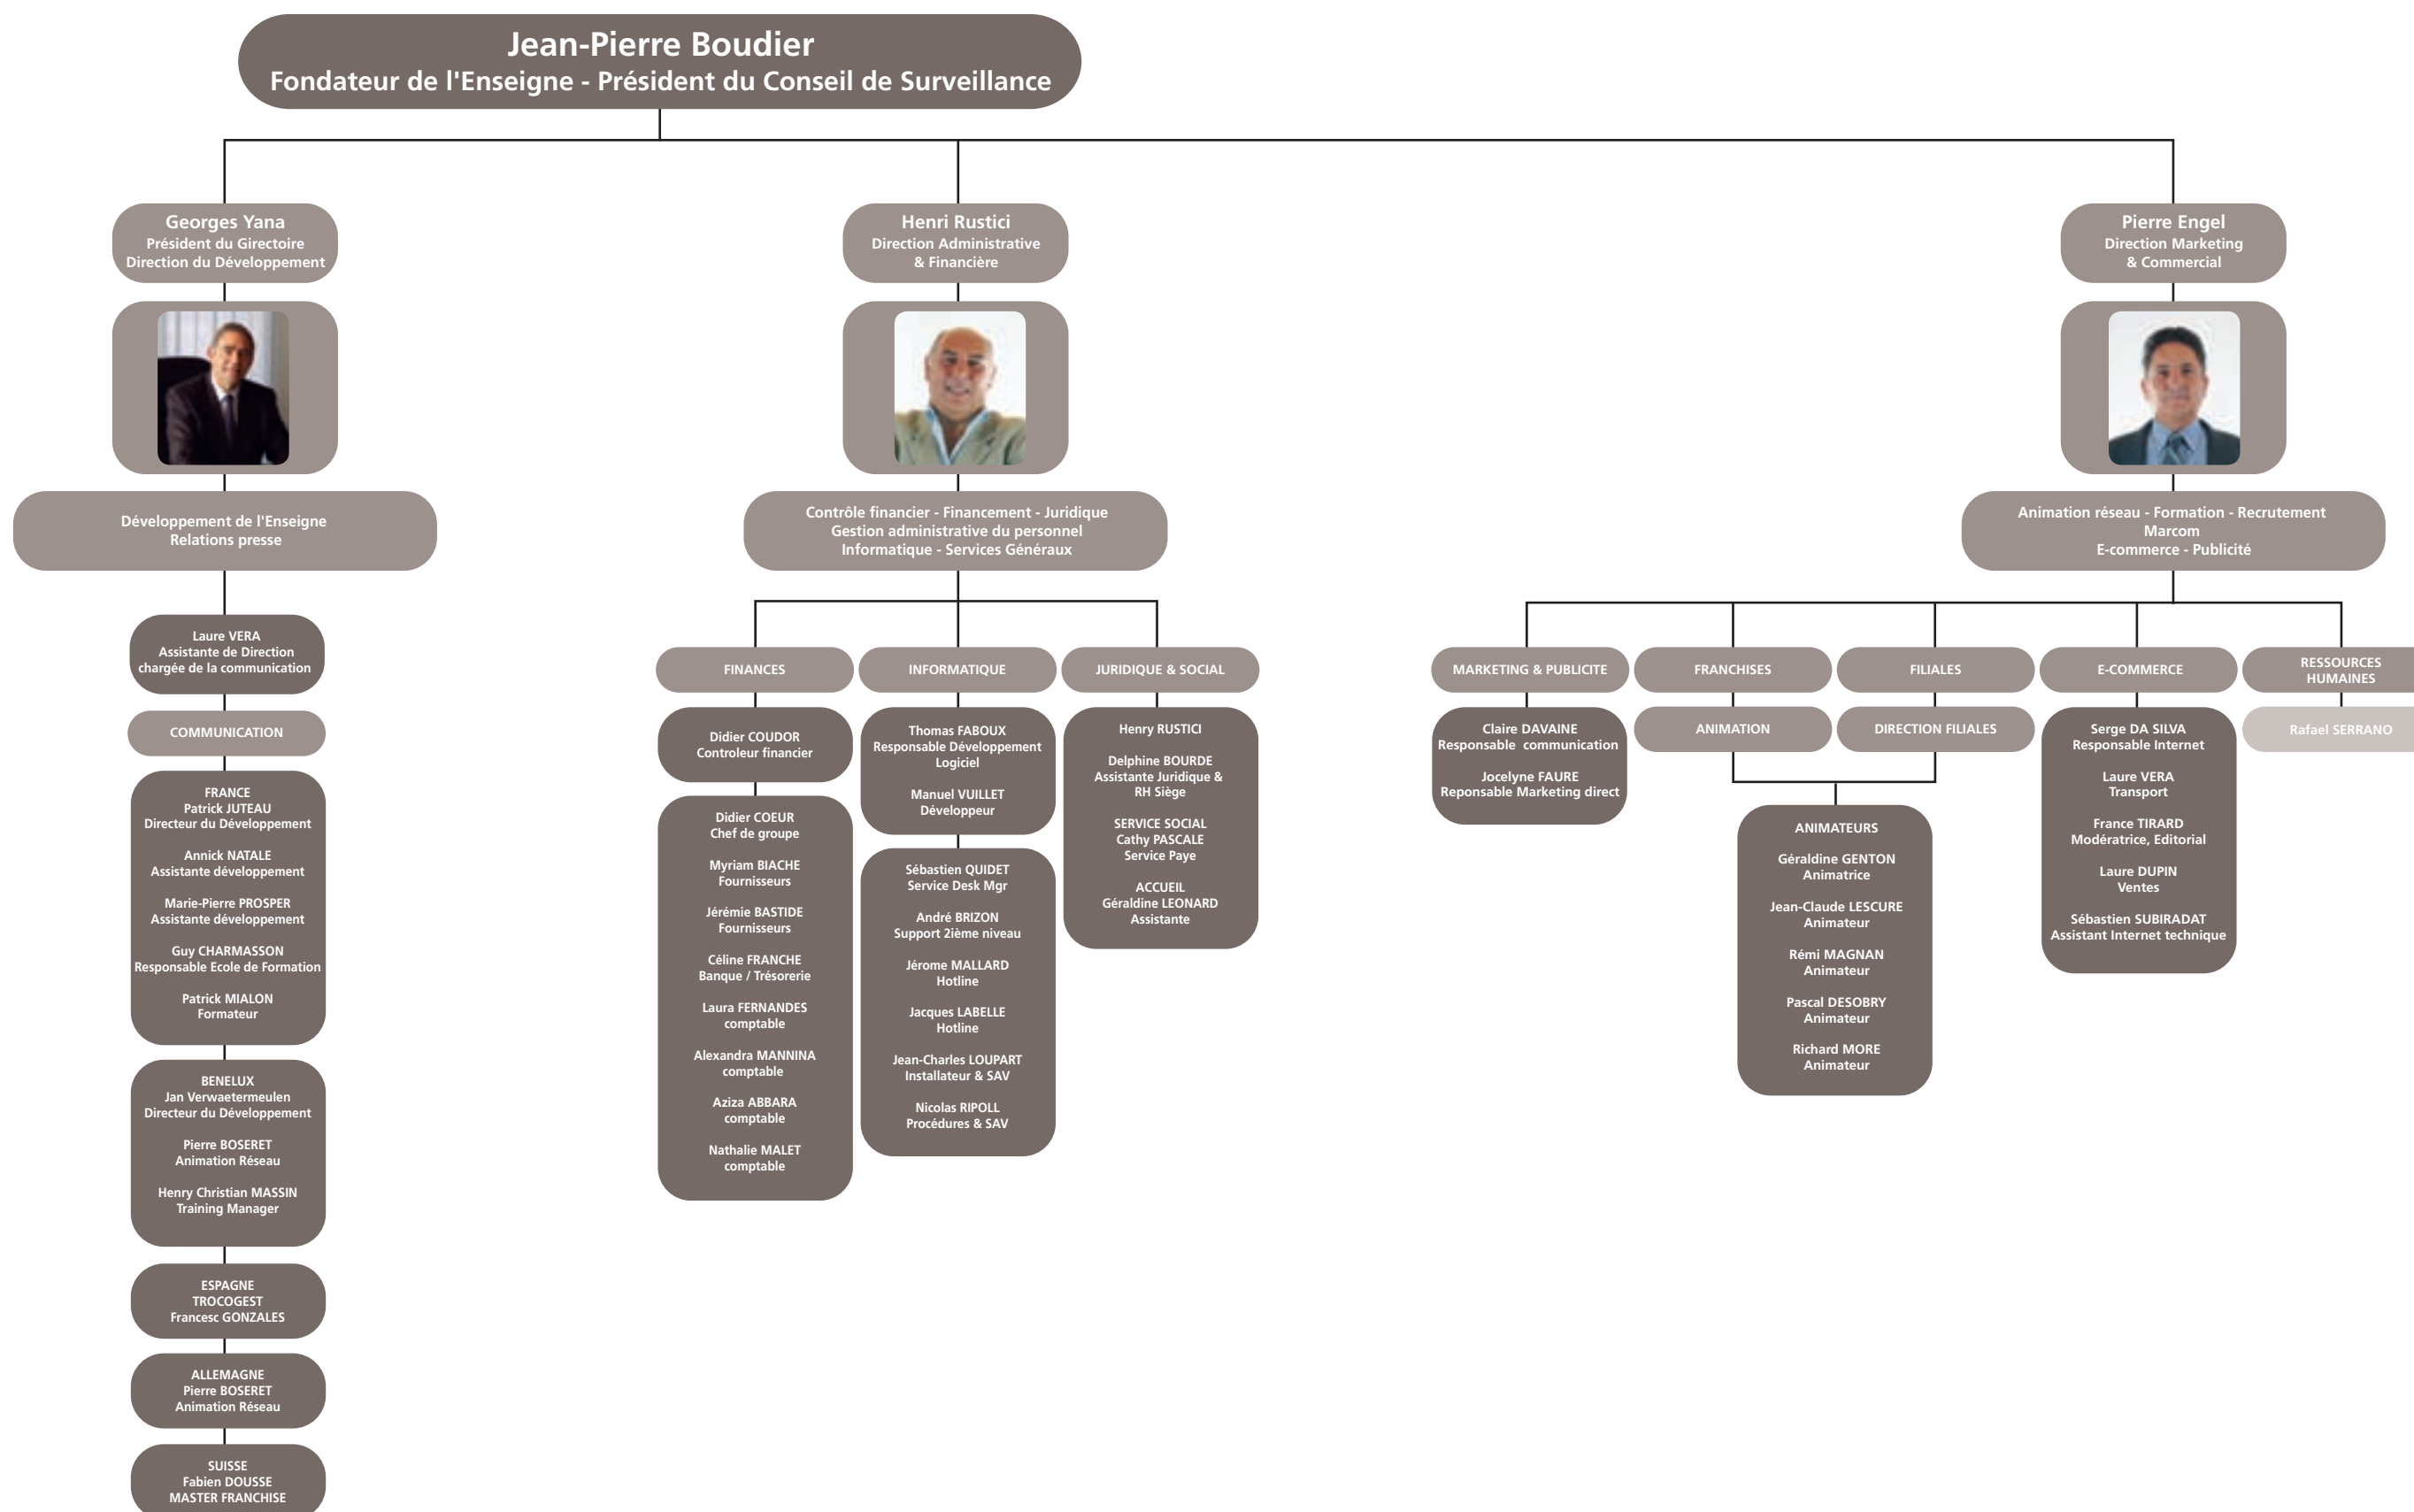 Jean-Pierre Boudier
Fondateur de l'Enseigne - Président du Conseil de Surveillance
Georges Yana
Président du Girectoire
Direction du Développement
Développement de l'Enseigne
Relations presse
Laure VERA
Assistante de Direction
chargée de la communication
COMMUNICATION
FRANCE
Patrick JUTEAU
Directeur du Développement
Annick NATALE
Assistante développement
Marie-Pierre PROSPER
Assistante développement
Guy CHARMASSON
Responsable Ecole de Formation
Patrick MIALON
Formateur
BENELUX
Jan Verwaetermeulen
Directeur du Développement
Pierre BOSERET
Animation Réseau
Henry Christian MASSIN
Training Manager
ESPAGNE
TROCOGEST
Francesc GONZALES
ALLEMAGNE
Pierre BOSERET
Animation Réseau
SUISSE
Fabien DOUSSE
MASTER FRANCHISE
Henri Rustici
Direction Administrative
& Financière
Contrôle financier - Financement - Juridique
Gestion administrative du personnel
Informatique - Services Généraux
FINANCES
Didier COUDOR
Controleur financier
Didier COEUR
Chef de groupe
Myriam BIACHE
Fournisseurs
Jérémie BASTIDE
Fournisseurs
Céline FRANCHE
Banque / Trésorerie
Laura FERNANDES
comptable
Alexandra MANNINA
comptable
Aziza ABBARA
comptable
Nathalie MALET
comptable
INFORMATIQUE
Thomas FABOUX
Responsable Développement
Logiciel
Manuel VUILLET
Développeur
Sébastien QUIDET
Service Desk Mgr
André BRIZON
Support 2ième niveau
Jérome MALLARD
Hotline
Jacques LABELLE
Hotline
Jean-Charles LOUPART
Installateur & SAV
Nicolas RIPOLL
Procédures & SAV
JURIDIQUE & SOCIAL
Henry RUSTICI
Delphine BOURDE
Assistante Juridique &
RH Siège
SERVICE SOCIAL
Cathy PASCALE
Service Paye
ACCUEIL
Géraldine LEONARD
Assistante
Pierre Engel
Direction Marketing
& Commercial
Animation réseau - Formation - Recrutement
Marcom
E-commerce - Publicité
MARKETING & PUBLICITE
Claire DAVAINE
Responsable communication
Jocelyne FAURE
Reponsable Marketing direct
FRANCHISES
ANIMATION
FILIALES
DIRECTION FILIALES
ANIMATEURS
Géraldine GENTON
Animatrice
Jean-Claude LESCURE
Animateur
Rémi MAGNAN
Animateur
Pascal DESOBRY
Animateur
Richard MORE
Animateur
E-COMMERCE
Serge DA SILVA
Responsable Internet
Laure VERA
Transport
France TIRARD
Modératrice, Editorial
Laure DUPIN
Ventes
Sébastien SUBIRADAT
Assistant Internet technique
RESSOURCES
HUMAINES
Rafael SERRANO